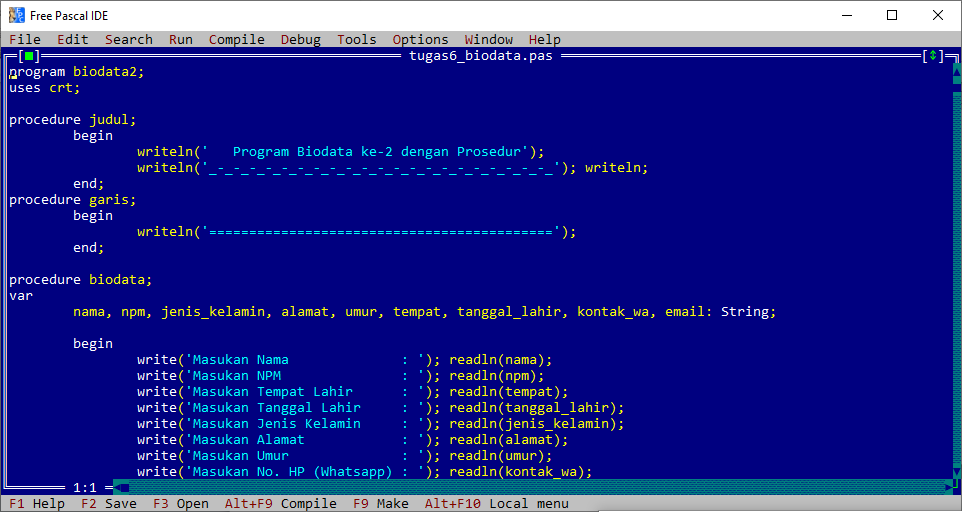 Free Pascal IDE
File Edit Search Run Compile Debug Tools Options Window Help
[■] tugas6_biodata.pas [↕]
program biodata2;
uses crt;

procedure judul;
        begin
                writeln('   Program Biodata ke-2 dengan Prosedur');
                writeln('_-_-_-_-_-_-_-_-_-_-_-_-_-_-_-_-_-_-_-_-_-_'); writeln;
        end;
procedure garis;
        begin
                writeln('===========================================');
        end;

procedure biodata;
var
        nama, npm, jenis_kelamin, alamat, umur, tempat, tanggal_lahir, kontak_wa, email: String;

        begin
                write('Masukan Nama              : '); readln(nama);
                write('Masukan NPM               : '); readln(npm);
                write('Masukan Tempat Lahir      : '); readln(tempat);
                write('Masukan Tanggal Lahir     : '); readln(tanggal_lahir);
                write('Masukan Jenis Kelamin     : '); readln(jenis_kelamin);
                write('Masukan Alamat            : '); readln(alamat);
                write('Masukan Umur              : '); readln(umur);
                write('Masukan No. HP (Whatsapp) : '); readln(kontak_wa);
1:1
F1 Help F2 Save F3 Open Alt+F9 Compile F9 Make Alt+F10 Local menu